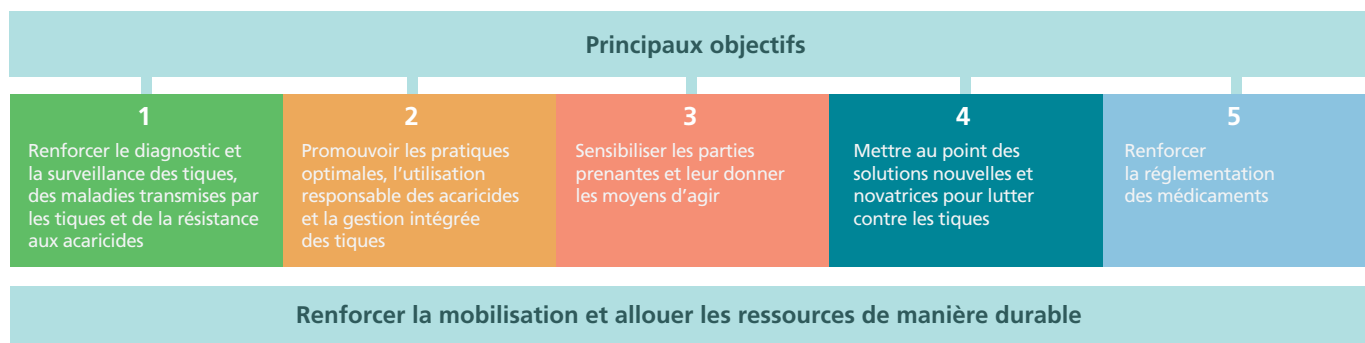 Principaux objectifs
1
Renforcer le diagnostic et
la surveillance des tiques,
des maladies transmises par
les tiques et de la résistance
aux acaricides
2
Promouvoir les pratiques
optimales, l’utilisation
responsable des acaricides
et la gestion intégrée
des tiques
3
Sensibiliser les parties
prenantes et leur donner
les moyens d’agir
4
Mettre au point des
solutions nouvelles et
novatrices pour lutter
contre les tiques
5
Renforcer
la réglementation
des médicaments
Renforcer la mobilisation et allouer les ressources de manière durable